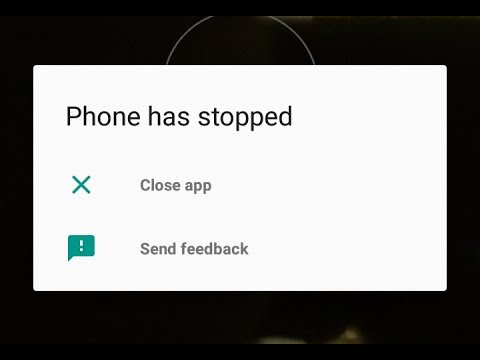 Phone has stopped
Close app
Send feedback